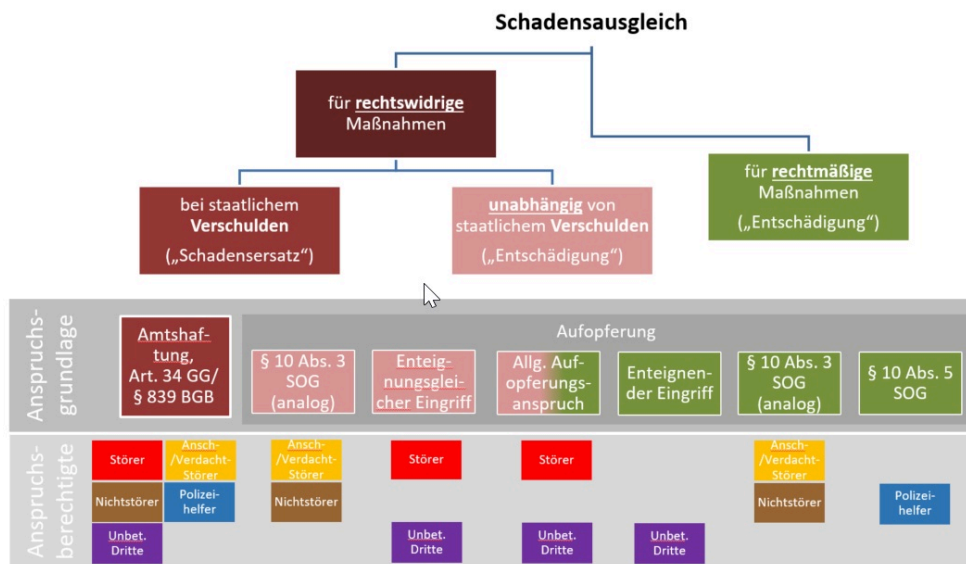 Schadensausgleich
für rechtswidrige
Maßnahmen
bei staatlichem
Verschulden
(„Schadensersatz“)
unabhängig von
staatlichem Verschulden
(„Entschädigung“)
für rechtmäßige
Maßnahmen
(„Entschädigung“)
Anspruchs-
grundlage
Amtshaf-
tung,
Art. 34 GG/
§ 839 BGB
Aufopferung
§ 10 Abs. 3
SOG
(analog)
Enteig-
nungsglei-
cher Eingriff
Allg. Auf-
opferungs-
anspruch
Enteignen-
der Eingriff
§ 10 Abs. 3
SOG
(analog)
§ 10 Abs. 5
SOG
Anspruchs-
berechtigte
Störer
Ansch-
/Verdacht-
Störer
Ansch-
/Verdacht-
Störer
Störer
Störer
Ansch-
/Verdacht-
Störer
Nichtstörer
Polizei-
helfer
Nichtstörer
Nichtstörer
Polizei-
helfer
Unbet.
Dritte
Unbet.
Dritte
Unbet.
Dritte
Unbet.
Dritte